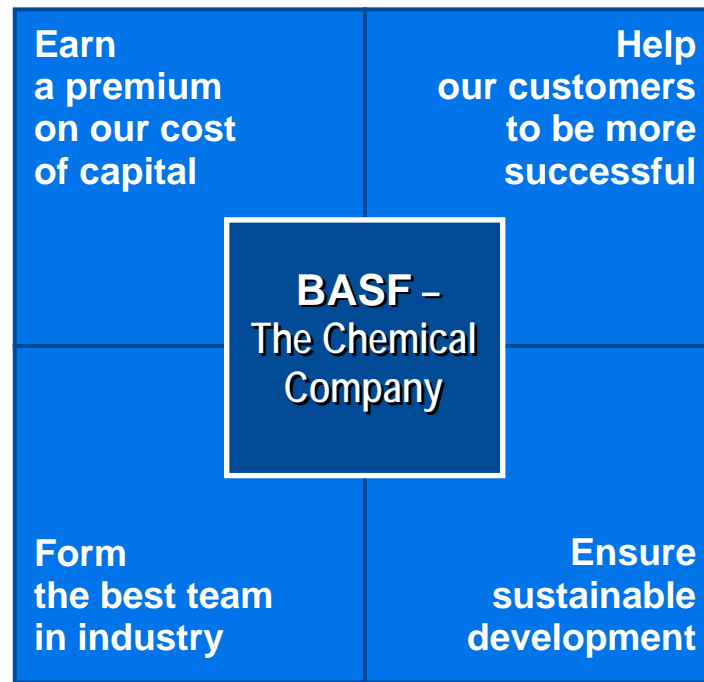 Earn
a premium
on our cost
of capital
Help
our customers
to be more
successful
BASF –
The Chemical
Company
Form
the best team
in industry
Ensure
sustainable
development